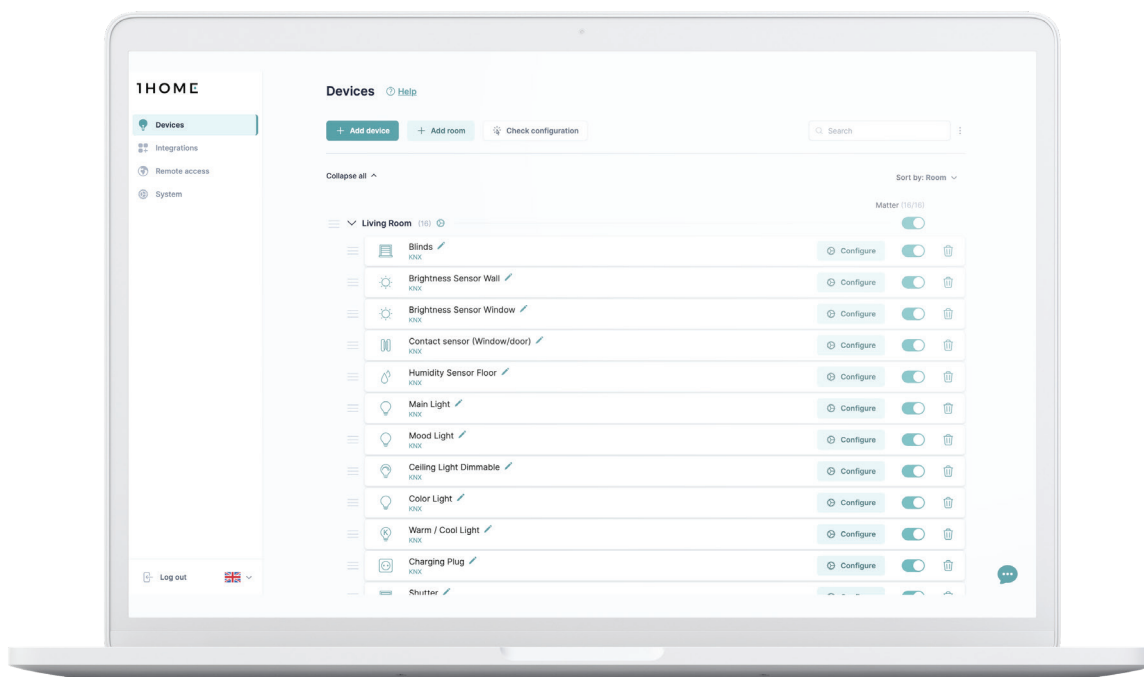 1HOME
Devices
Integrations
Remote access
System
Log out
Devices
? Help
+ Add device
+ Add room
Check configuration
Search
Collapse all
Sort by: Room
Matter (16/16)
Living Room (16)
Blinds
KNX
Configure
Brightness Sensor Wall
KNX
Configure
Brightness Sensor Window
KNX
Configure
Contact sensor (Window/door)
KNX
Configure
Humidity Sensor Floor
KNX
Configure
Main Light
KNX
Configure
Mood Light
KNX
Configure
Ceiling Light Dimmable
KNX
Configure
Color Light
KNX
Configure
K
Warm / Cool Light
KNX
Configure
Charging Plug
KNX
Configure
Shutter